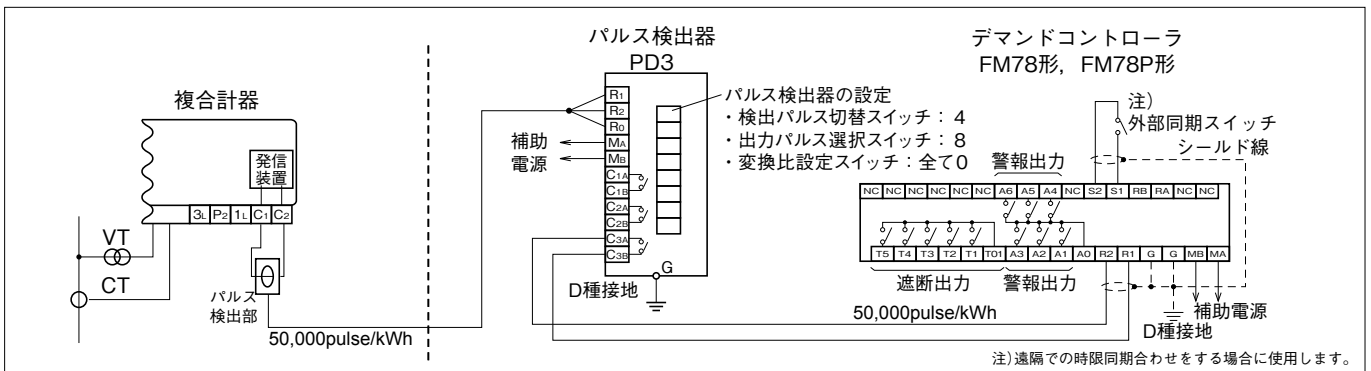 複合計器
発信
装置
3L P2 1L C1 C2
VT
CT
パルス
検出部
50,000pulse/kWh
パルス検出器
PD3
R1
R2
R0
MA
MB
C1A
C1B
C2A
C2B
C3A
C3B
補助
電源
G
D種接地
パルス検出器の設定
・検出パルス切替スイッチ：4
・出力パルス選択スイッチ：8
・変換比設定スイッチ：全て0
デマンドコントローラ
FM78形，FM78P形
注)
外部同期スイッチ
シールド線
警報出力
NC NC NC NC NC NC A6 A5 A4 NC S2 S1 RB RA NC NC
T5 T4 T3 T2 T1 T01 A3 A2 A1 A0 R2 R1 G G MB MA
遮断出力
警報出力
50,000pulse/kWh
補助電源
D種接地
注)遠隔での時限同期合わせをする場合に使用します。